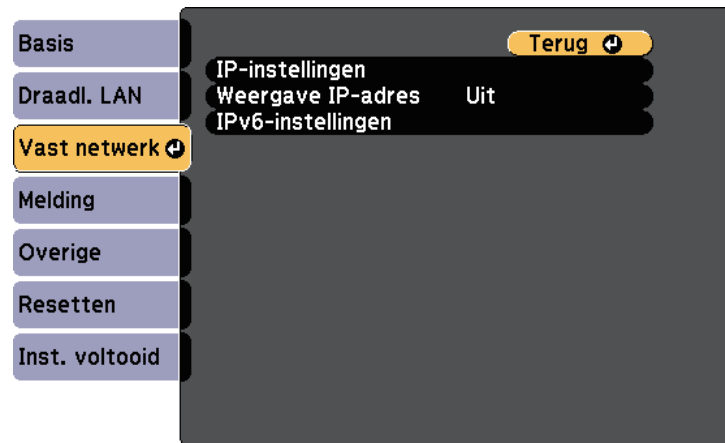 Basis
Draadl. LAN
Vast netwerk
Melding
Overige
Resetten
Inst. voltooid
Terug
IP-instellingen
Weergave IP-adres Uit
IPv6-instellingen